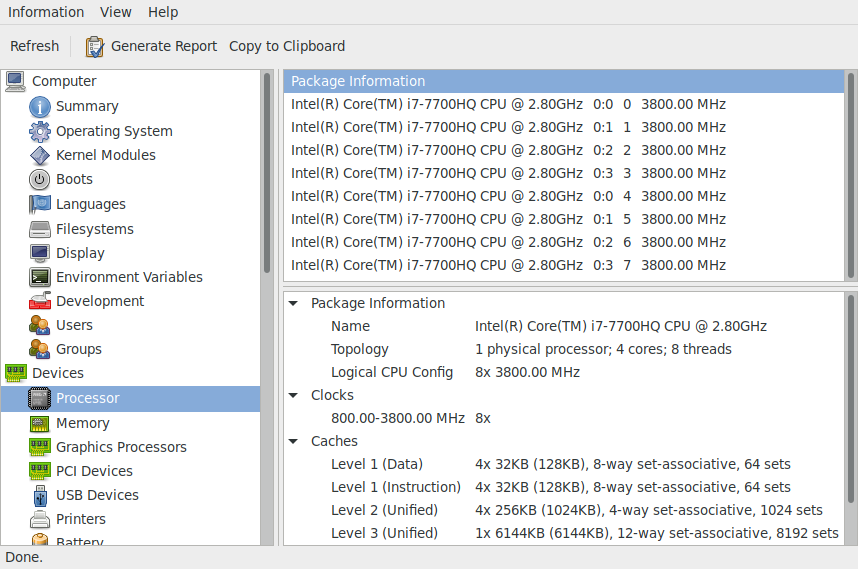 Information View Help
Refresh Generate Report Copy to Clipboard
Computer
Summary
Operating System
Kernel Modules
Boots
Languages
Filesystems
Display
Environment Variables
Development
Users
Groups
Devices
Processor
Memory
Graphics Processors
PCI Devices
USB Devices
Printers
Battery
Package Information
Intel(R) Core(TM) i7-7700HQ CPU @ 2.80GHz 0:0 0 3800.00 MHz
Intel(R) Core(TM) i7-7700HQ CPU @ 2.80GHz 0:1 1 3800.00 MHz
Intel(R) Core(TM) i7-7700HQ CPU @ 2.80GHz 0:2 2 3800.00 MHz
Intel(R) Core(TM) i7-7700HQ CPU @ 2.80GHz 0:3 3 3800.00 MHz
Intel(R) Core(TM) i7-7700HQ CPU @ 2.80GHz 0:0 4 3800.00 MHz
Intel(R) Core(TM) i7-7700HQ CPU @ 2.80GHz 0:1 5 3800.00 MHz
Intel(R) Core(TM) i7-7700HQ CPU @ 2.80GHz 0:2 6 3800.00 MHz
Intel(R) Core(TM) i7-7700HQ CPU @ 2.80GHz 0:3 7 3800.00 MHz
Package Information
Name Intel(R) Core(TM) i7-7700HQ CPU @ 2.80GHz
Topology 1 physical processor; 4 cores; 8 threads
Logical CPU Config 8x 3800.00 MHz
Clocks
800.00-3800.00 MHz 8x
Caches
Level 1 (Data) 4x 32KB (128KB), 8-way set-associative, 64 sets
Level 1 (Instruction) 4x 32KB (128KB), 8-way set-associative, 64 sets
Level 2 (Unified) 4x 256KB (1024KB), 4-way set-associative, 1024 sets
Level 3 (Unified) 1x 6144KB (6144KB), 12-way set-associative, 8192 sets
Done.